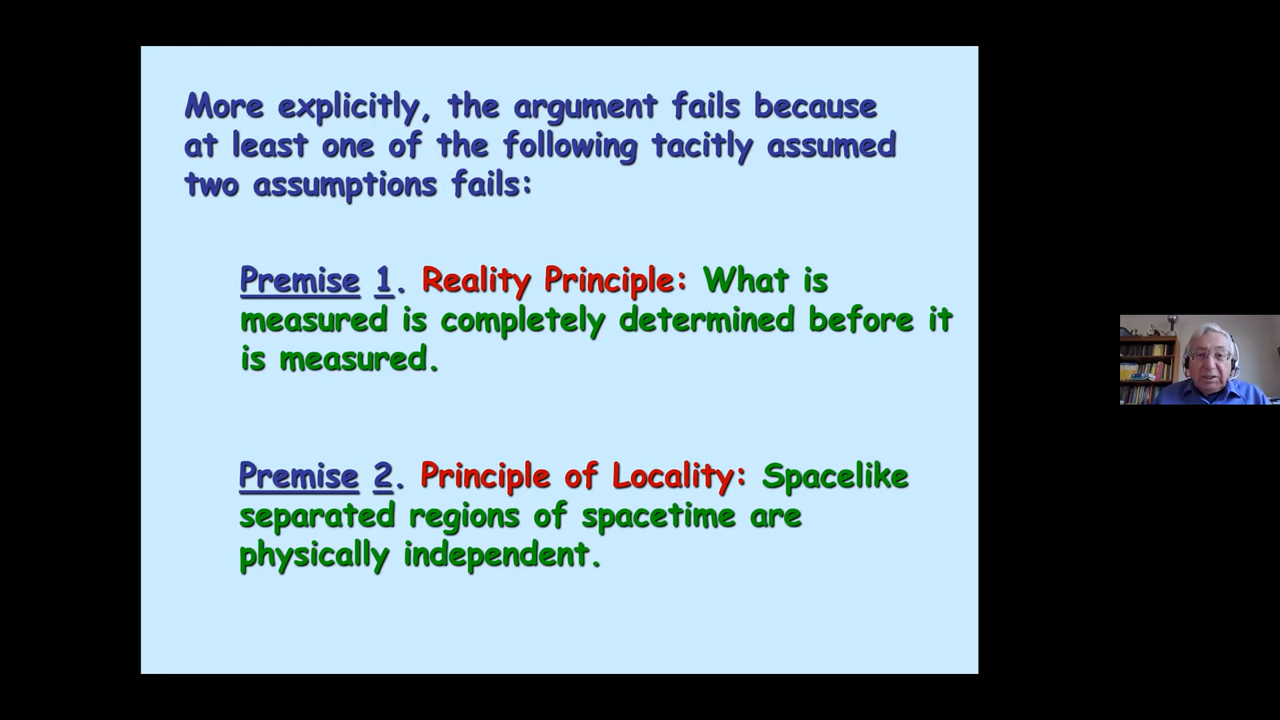 More explicitly, the argument fails because
at least one of the following tacitly assumed
two assumptions fails:
Premise 1. Reality Principle: What is
measured is completely determined before it
is measured.
Premise 2. Principle of Locality: Spacelike
separated regions of spacetime are
physically independent.